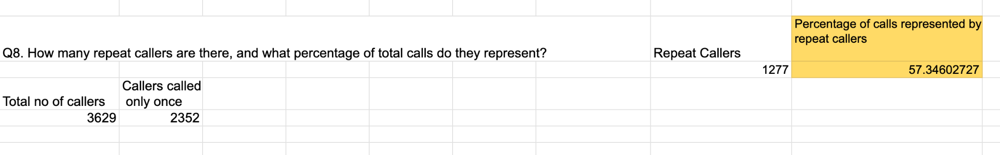 Percentage of calls represented by
repeat callers
Q8. How many repeat callers are there, and what percentage of total calls do they represent?
Repeat Callers
1277
57.34602727
Callers called
only once
Total no of callers
3629
2352